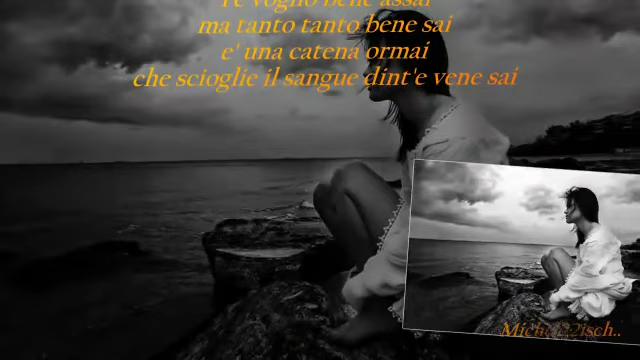 Te voglio bene assai
ma tanto tanto bene sai
e' una catena ormai
che scioglie il sangue dint'e vene sai